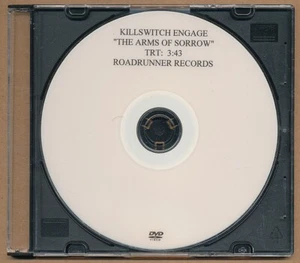 KILLSWITCH ENGAGE
"THE ARMS OF SORROW"
TRT: 3:43
ROADRUNNER RECORDS
DVD